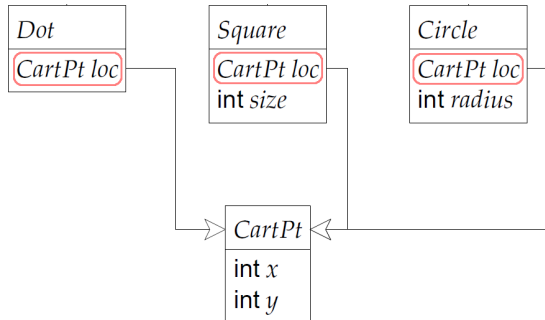 Dot
CartPt loc
Square
CartPt loc
int size
Circle
CartPt loc
int radius
CartPt
int x
int y